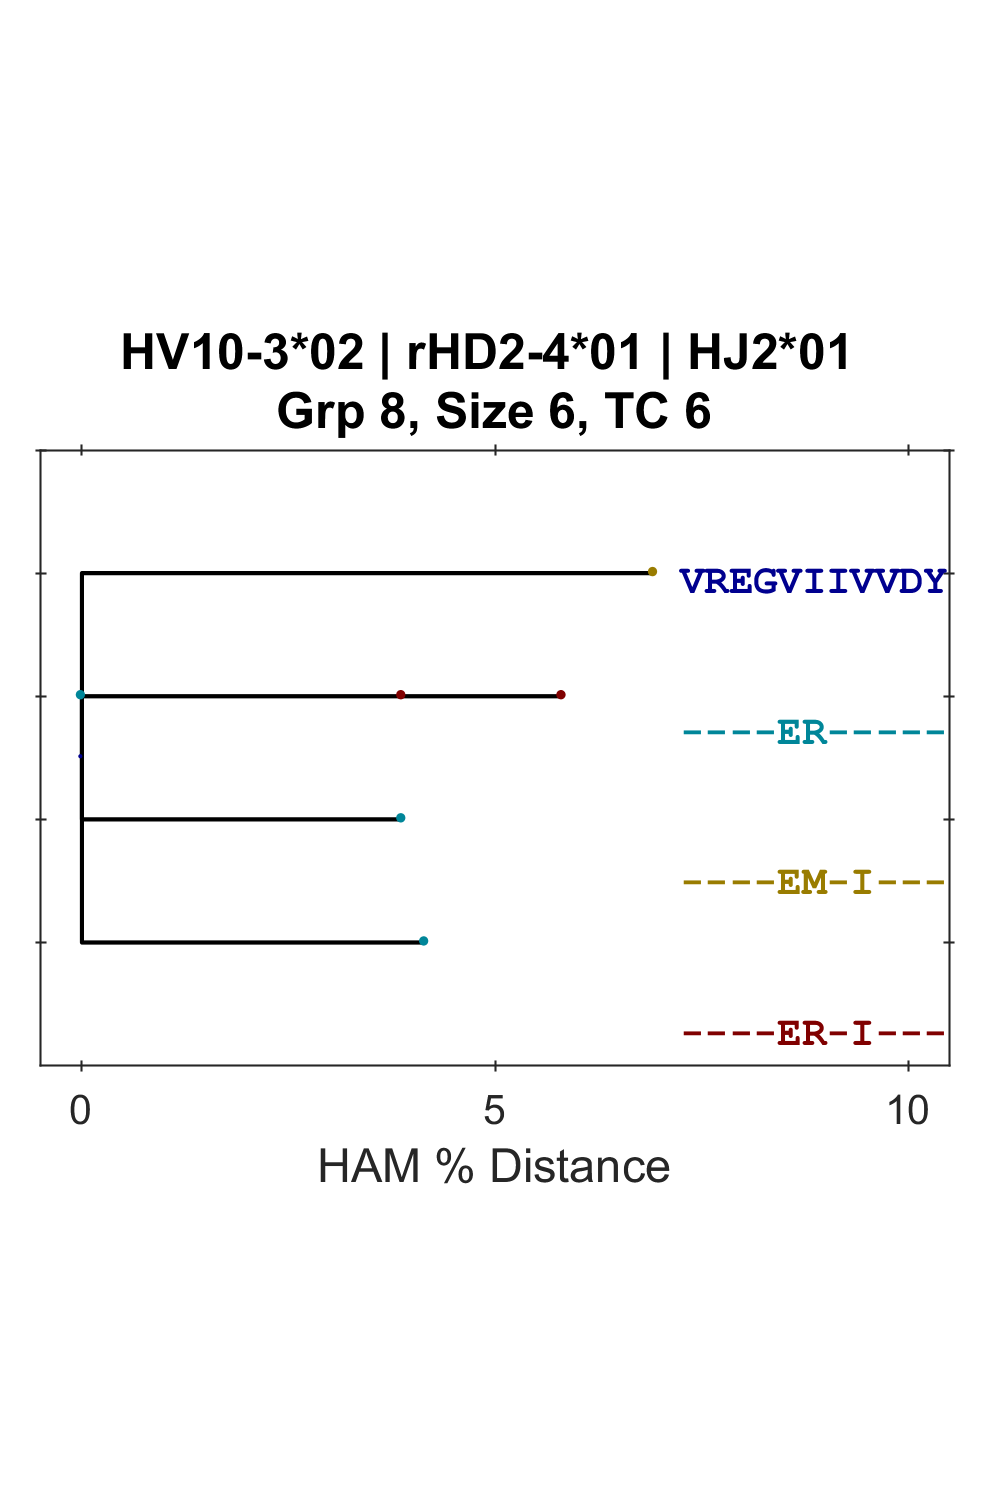 HV10-3*02 | rHD2-4*01 | HJ2*01
Grp 8, Size 6, TC 6
VREGVIIVVDY
----ER-----
----EM-I---
----ER-I---
0 5 10
HAM % Distance